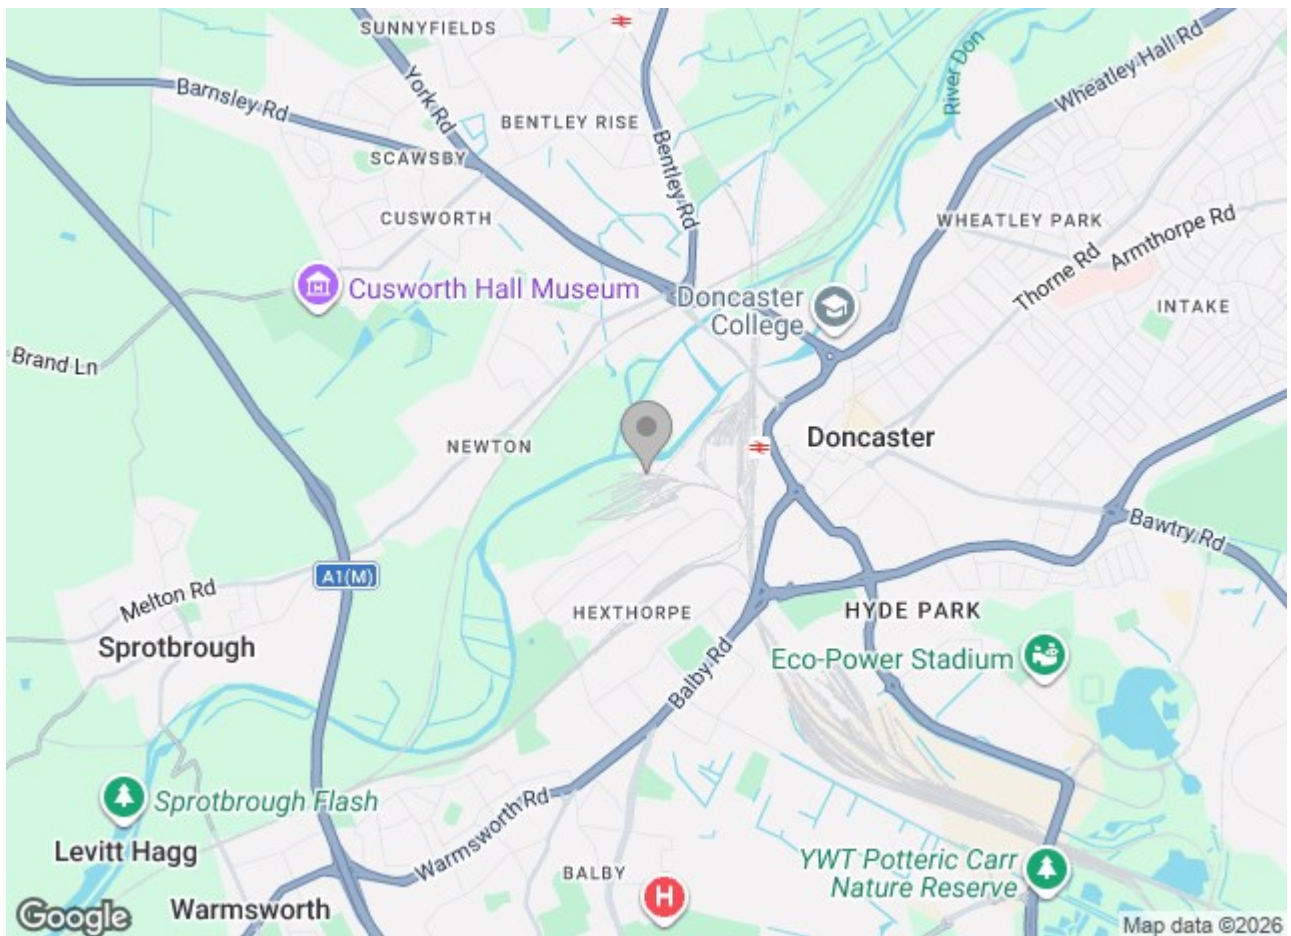 SUNNYFIELDS
York Rd
Barnsley Rd
BENTLEY RISE
Bentley Rd
River Don
Wheatley Hall Rd
SCAWSBY
CUSWORTH
WHEATLEY PARK
Armthorpe Rd
Thorne Rd
Cusworth Hall Museum
Doncaster
College
INTAKE
Brand Ln
NEWTON
Doncaster
Bawtry Rd
A1(M)
Melton Rd
HEXTHORPE
HYDE PARK
Sprotbrough
Balby Rd
Eco-Power Stadium
Sprotbrough Flash
Warmsworth Rd
Levitt Hagg
BALBY
H
YWT Potteric Carr
Nature Reserve
Warmsworth
Google
Map data ©2026